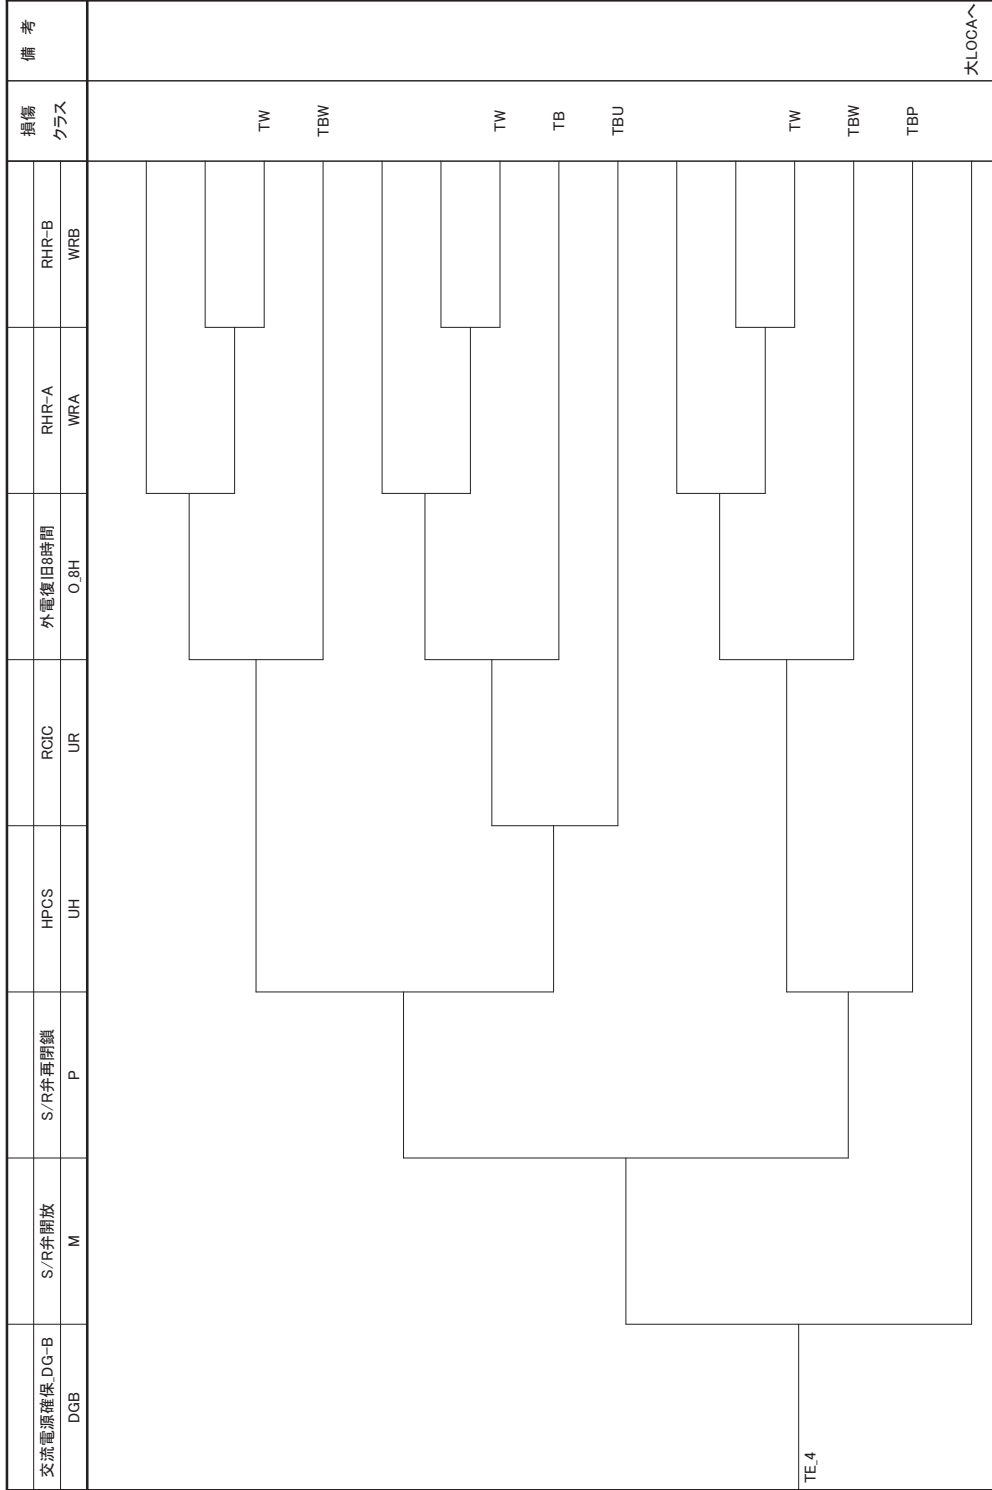 交流電源確保_DG-B
S/R弁開放
S/R弁再閉鎖
HPCS
RCIC
外電復旧8時間
RHR-A
RHR-B
損傷
クラス
備 考
DGB
M
P
UH
UR
O_8H
WRA
WRB
TW
TBW
TW
TB
TBU
TW
TBW
TBP
TE_4
大LOCAへ